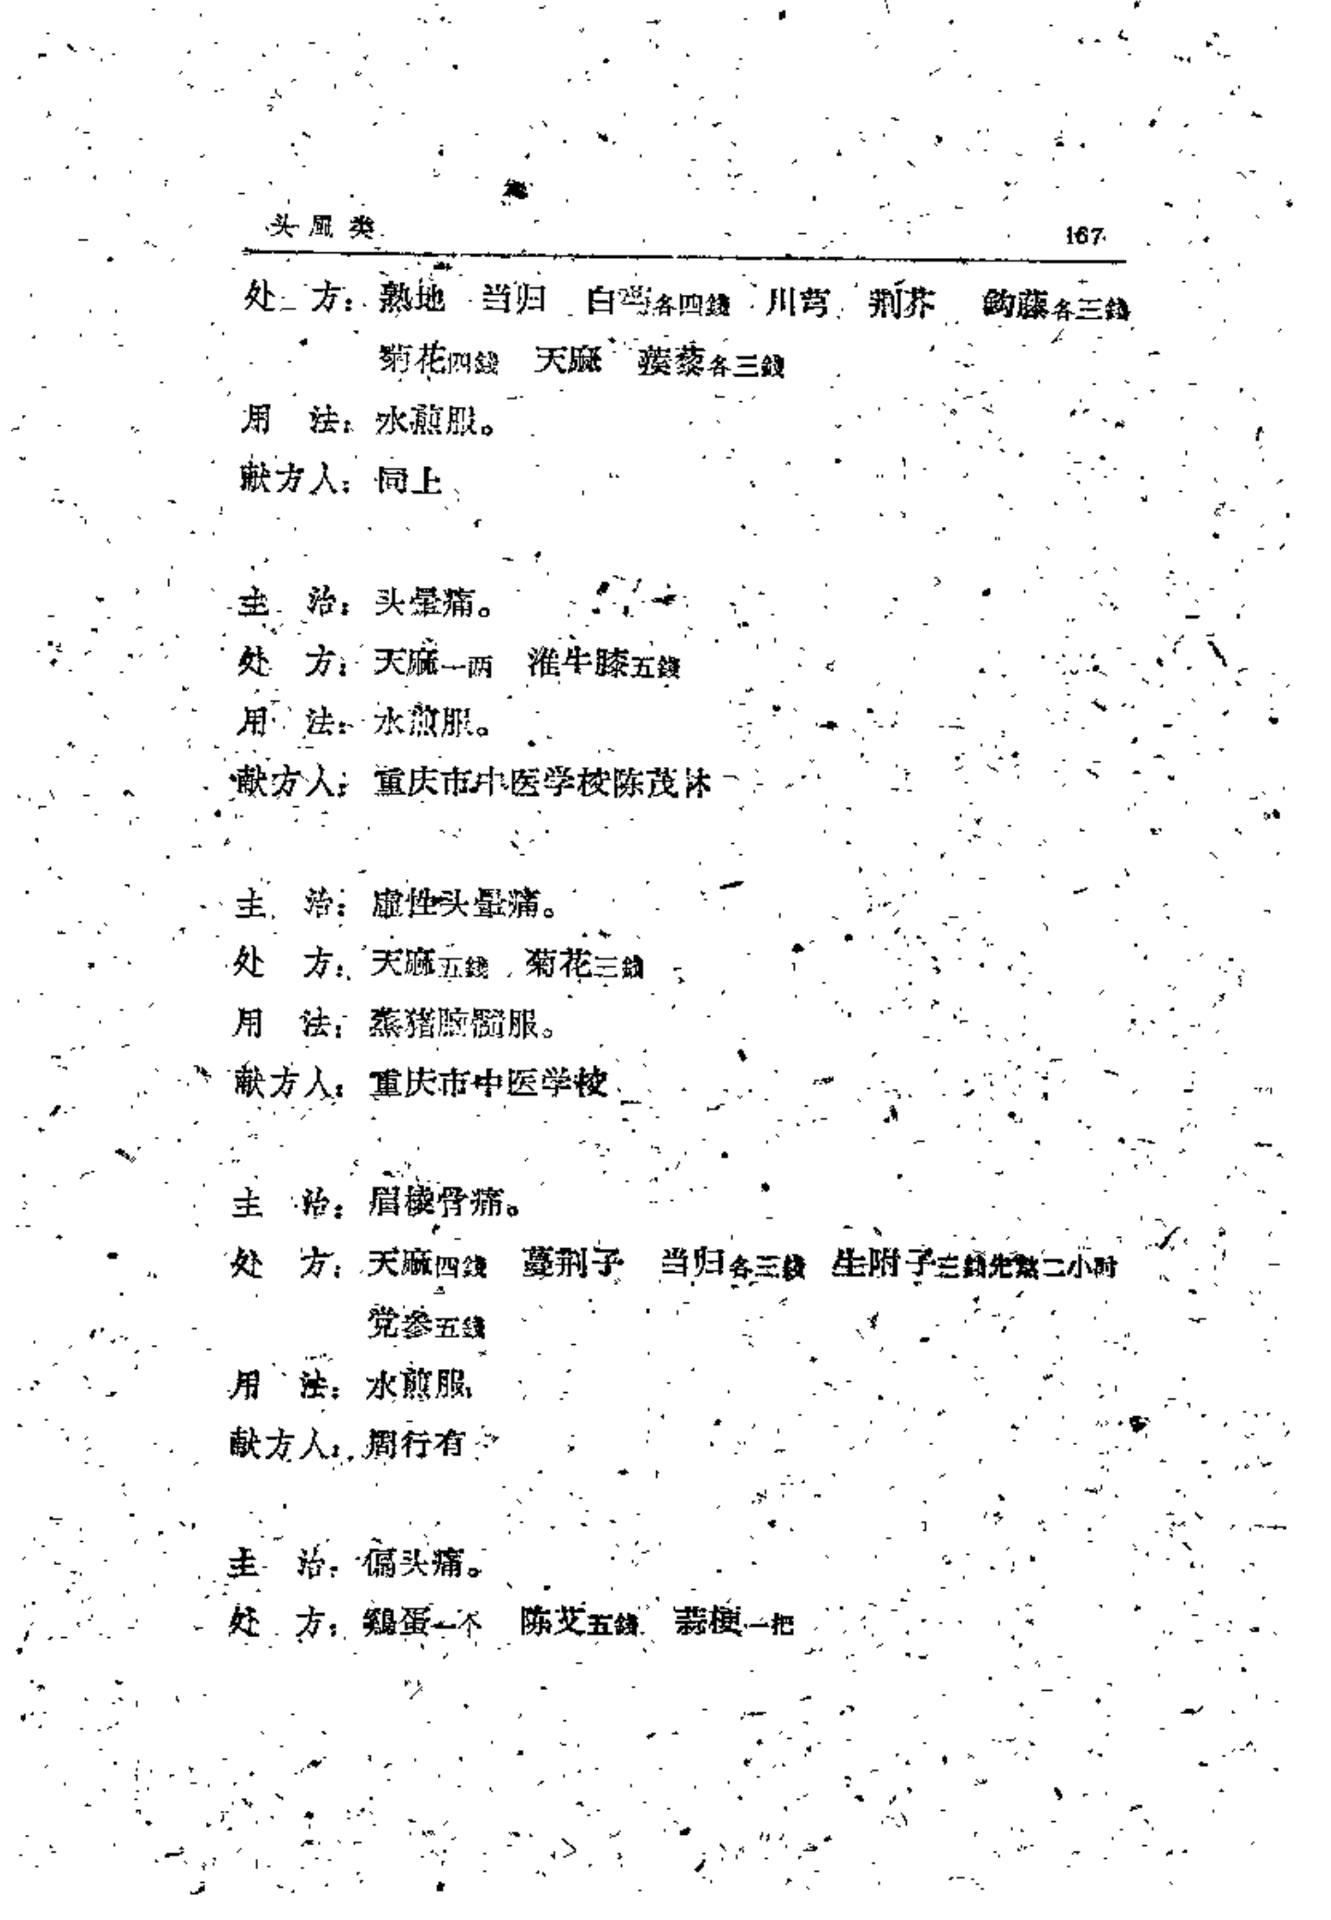 头風类 167
处 方：熟地 当归 白芍各四錢 川芎 荆芥 鈎藤各三錢
菊花四錢 天麻 蒺藜各三錢
用 法：水煎服。
献方人：同上
主 治：头暈痛。
处 方：天麻一两 淮牛膝五錢
用 法：水煎服。
献方人：重庆市中医学校陈茂
主 治：虛性头暈痛。
处 方：天麻五錢 菊花三錢
用 法：蒸猪脑髓服。
献方人：重庆市中医学校
主 治：眉棱骨痛。
处 方：天麻四錢 蔓荆子 当归各三錢 生附子三錢先熬二小时
党参五錢
用 法：水煎服
献方人：周行有
主 治：偏头痛。
处 方：鷄蛋一个 陈艾五錢 蒜梗一把